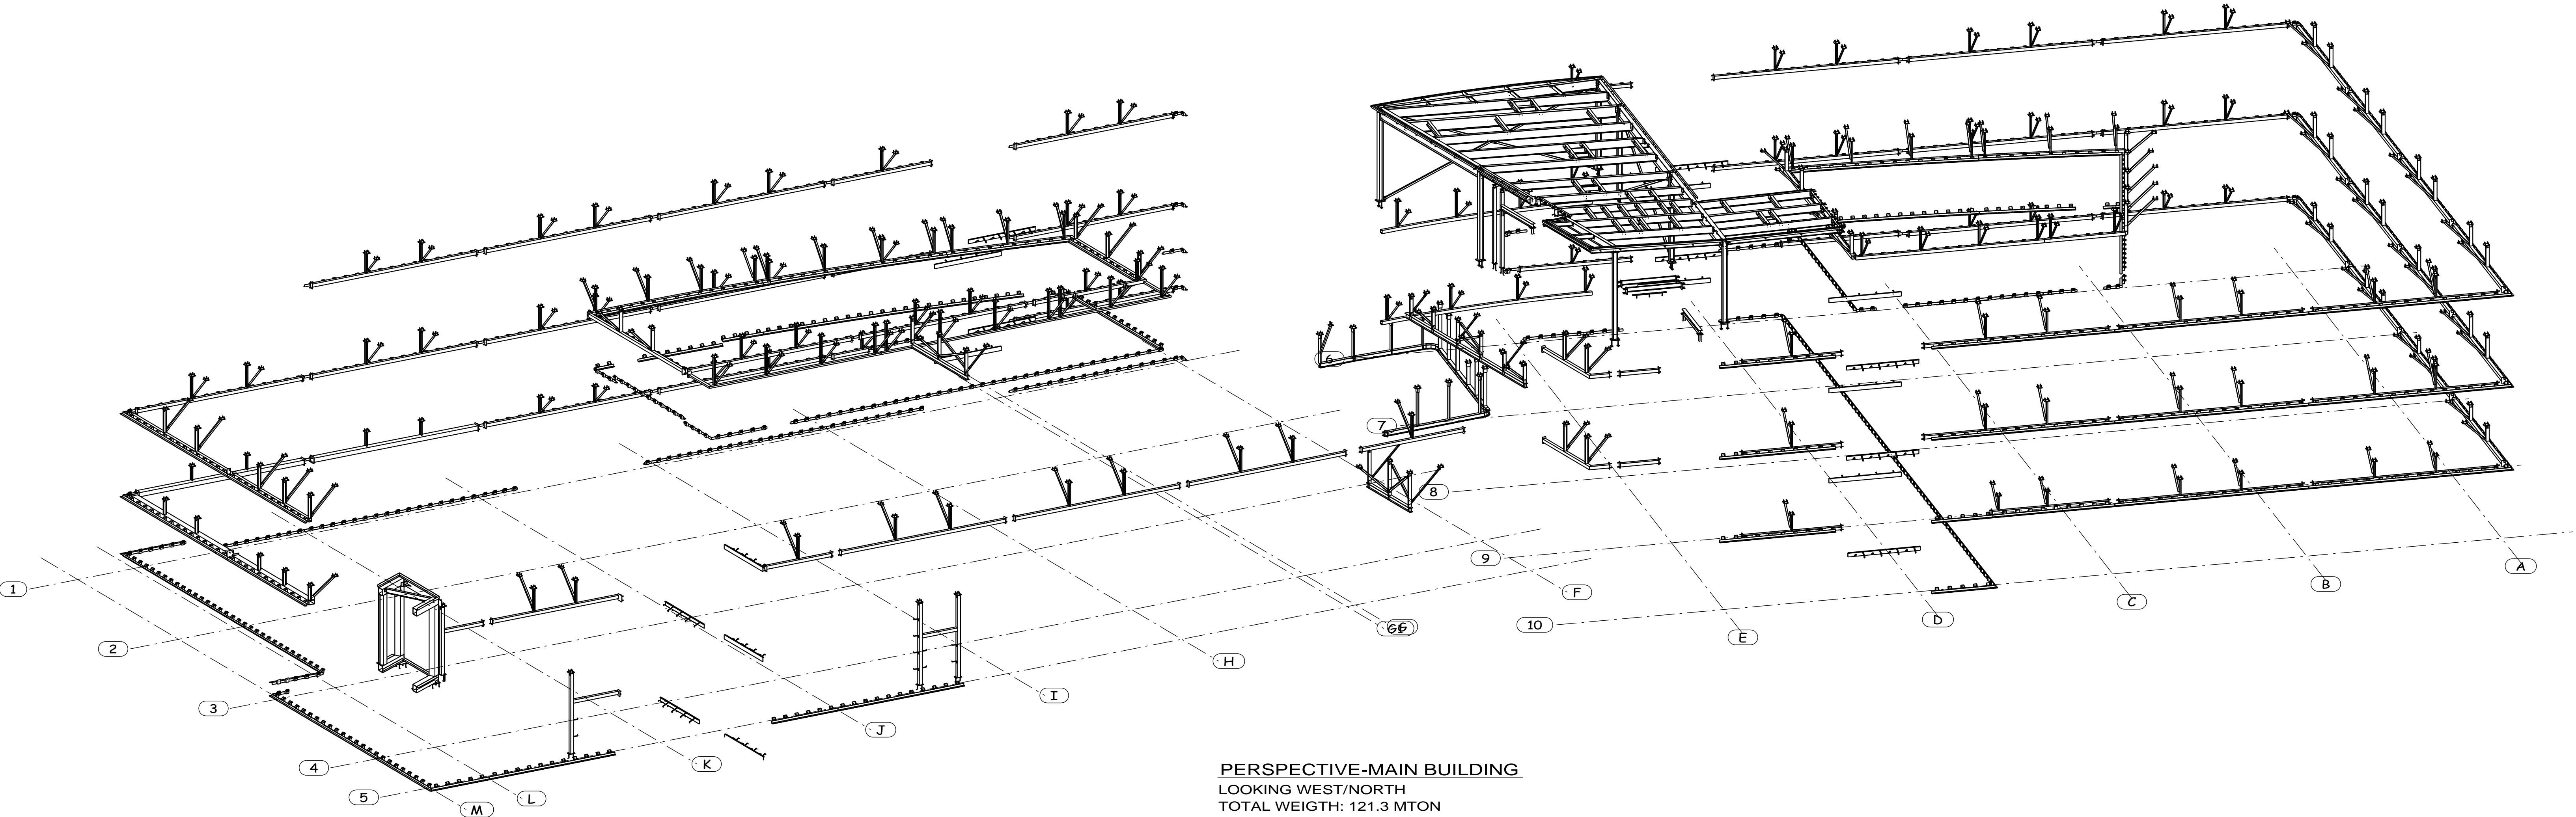 6
7
8
9
10
1
2
3
4
5
M
L
K
J
I
H
F
E
D
C
B
A
PERSPECTIVE-MAIN BUILDING
LOOKING WEST/NORTH
TOTAL WEIGTH: 121.3 MTON